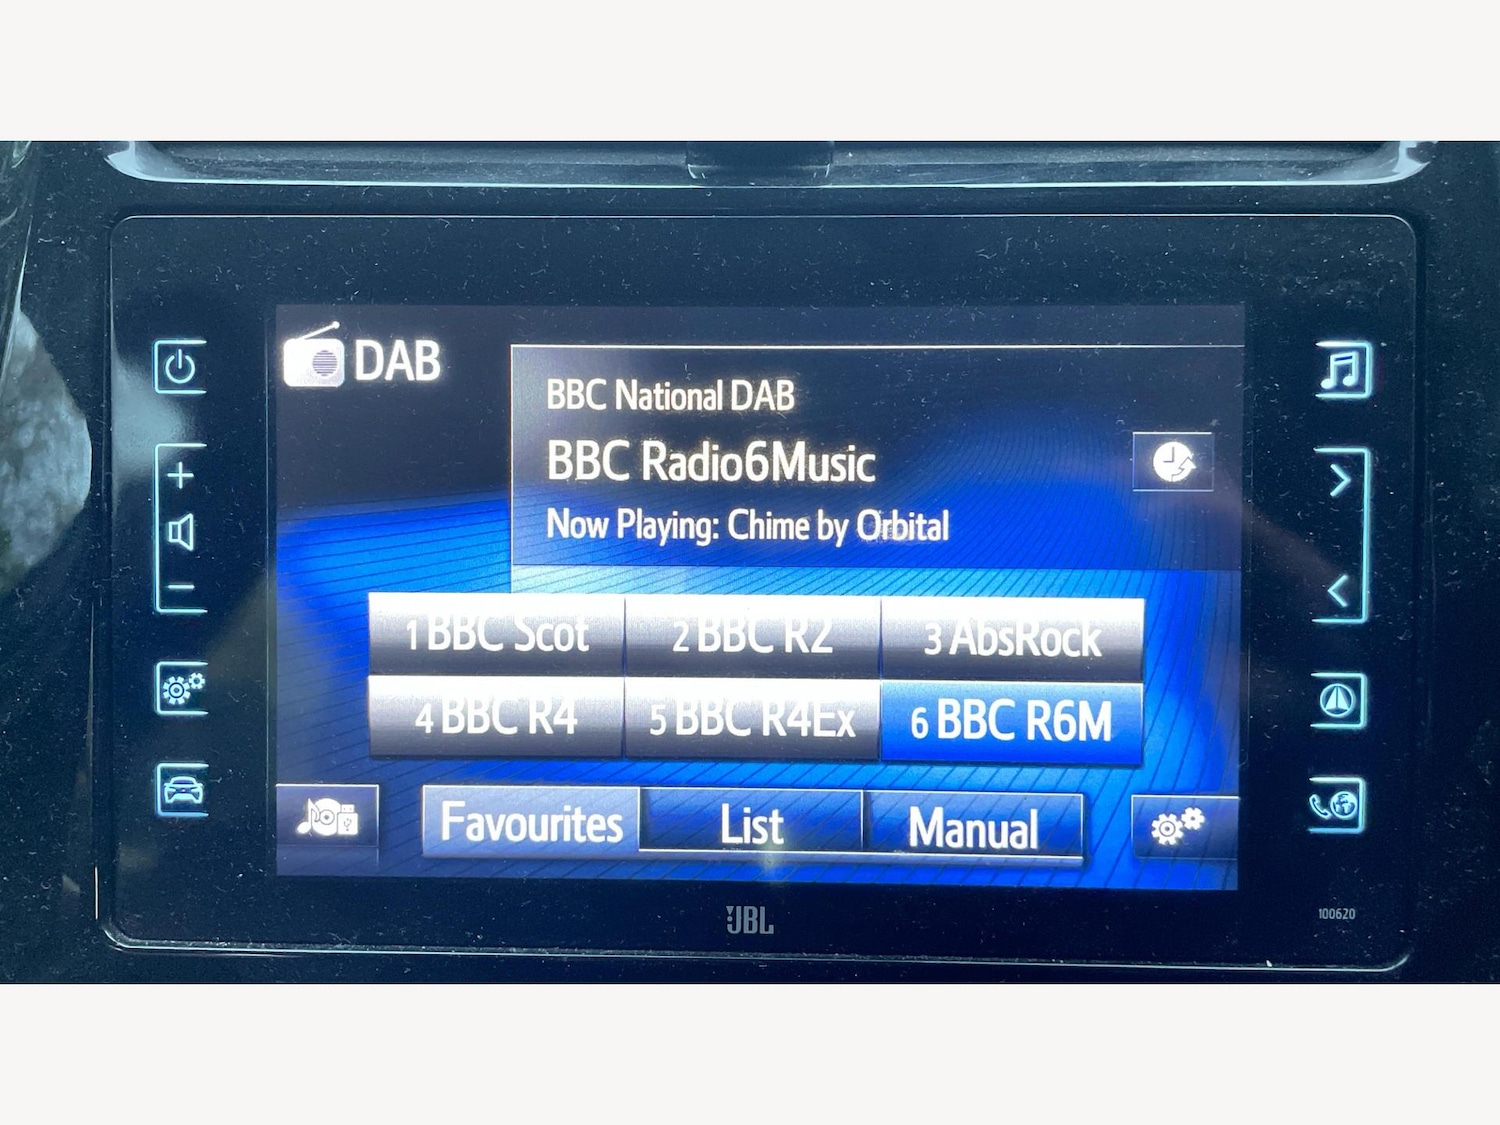 DAB
BBC National DAB
BBC Radio6Music
Now Playing: Chime by Orbital
1 BBC Scot
2 BBC R2
3 AbsRock
4 BBC R4
5 BBC R4Ex
6 BBC R6M
Favourites
List
Manual
JBL
100620